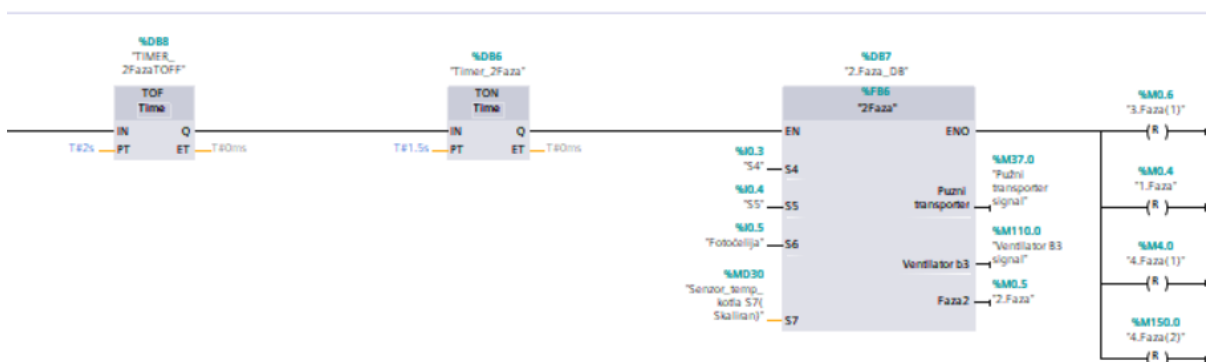 %DB8
"TIMER_
2FazaTOFF"
TOF
Time
IN Q
T#2s PT ET T#0ms
%DB6
"Timer_2Faza"
TON
Time
IN Q
T#1.5s PT ET T#0ms
%DB7
"2.Faza_DB"
%FB6
"2Faza"
EN ENO
%I0.3
"S4" S4
%I0.4
"S5" S5
%I0.5
"Fotoćelija" S6
%MD30
"Senzor_temp_
kotla S7(
Skaliran)" S7
Puzni
transporter
%M37.0
"Pužni
transporter
signal"
Ventilator b3
%M110.0
"Ventilator B3
signal"
Faza2
%M0.5
"2.Faza"
%M0.6
"3.Faza(1)"
R
%M0.4
"1.Faza"
R
%M4.0
"4.Faza(1)"
R
%M150.0
"4.Faza(2)"
R